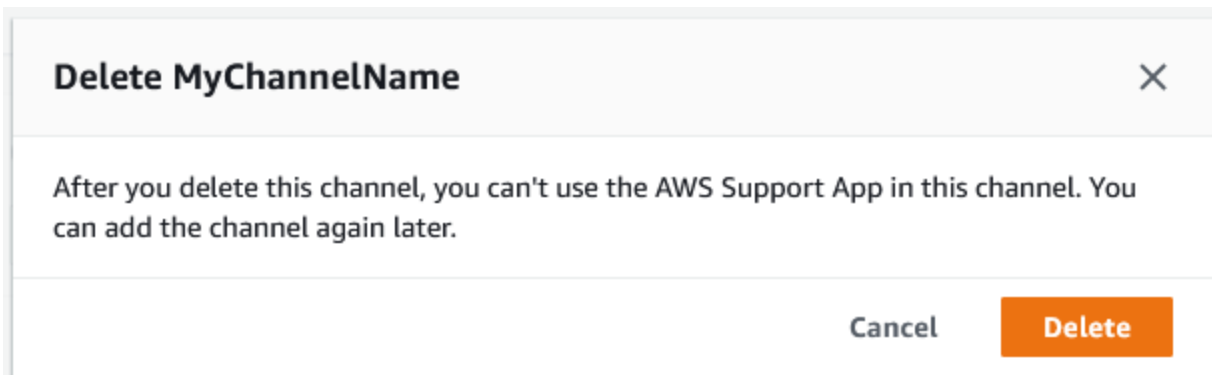 Delete MyChannelName
After you delete this channel, you can't use the AWS Support App in this channel. You
can add the channel again later.
Cancel
Delete